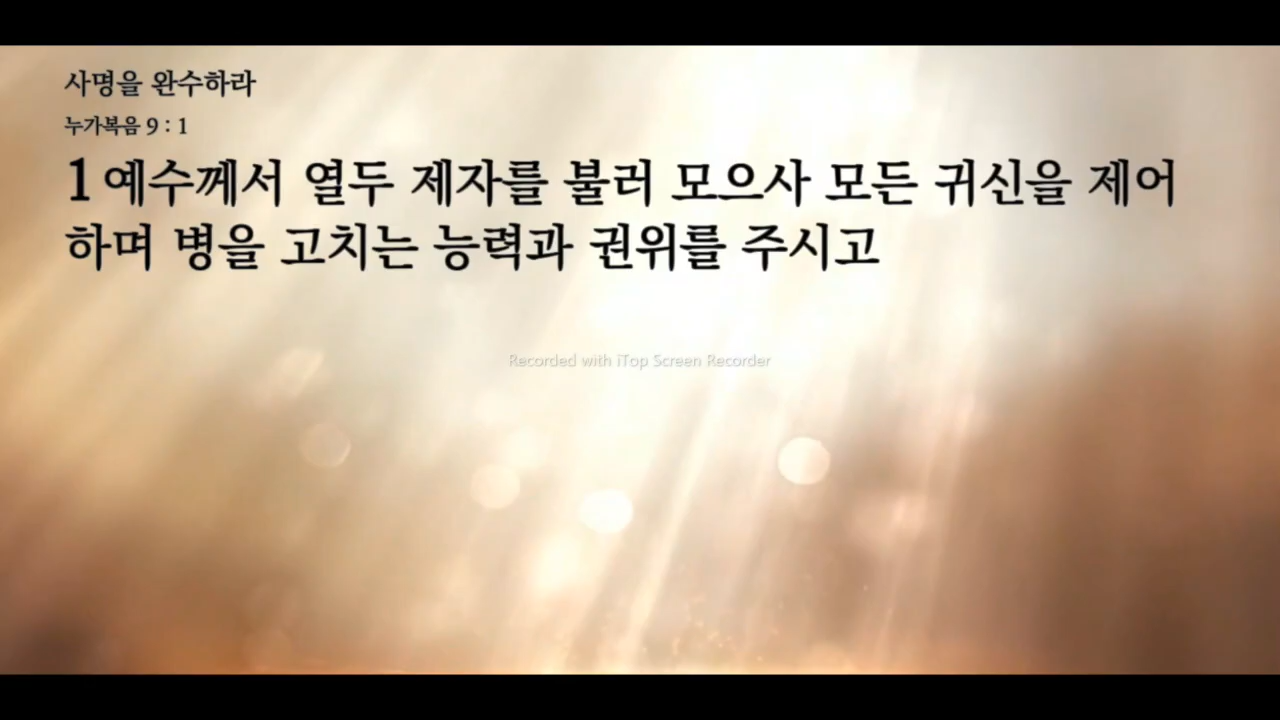 사명을 완수하라
누가복음 9 : 1
1 예수께서 열두 제자를 불러 모으사 모든 귀신을 제어
하며 병을 고치는 능력과 권위를 주시고
Recorded with iTop Screen Recorder